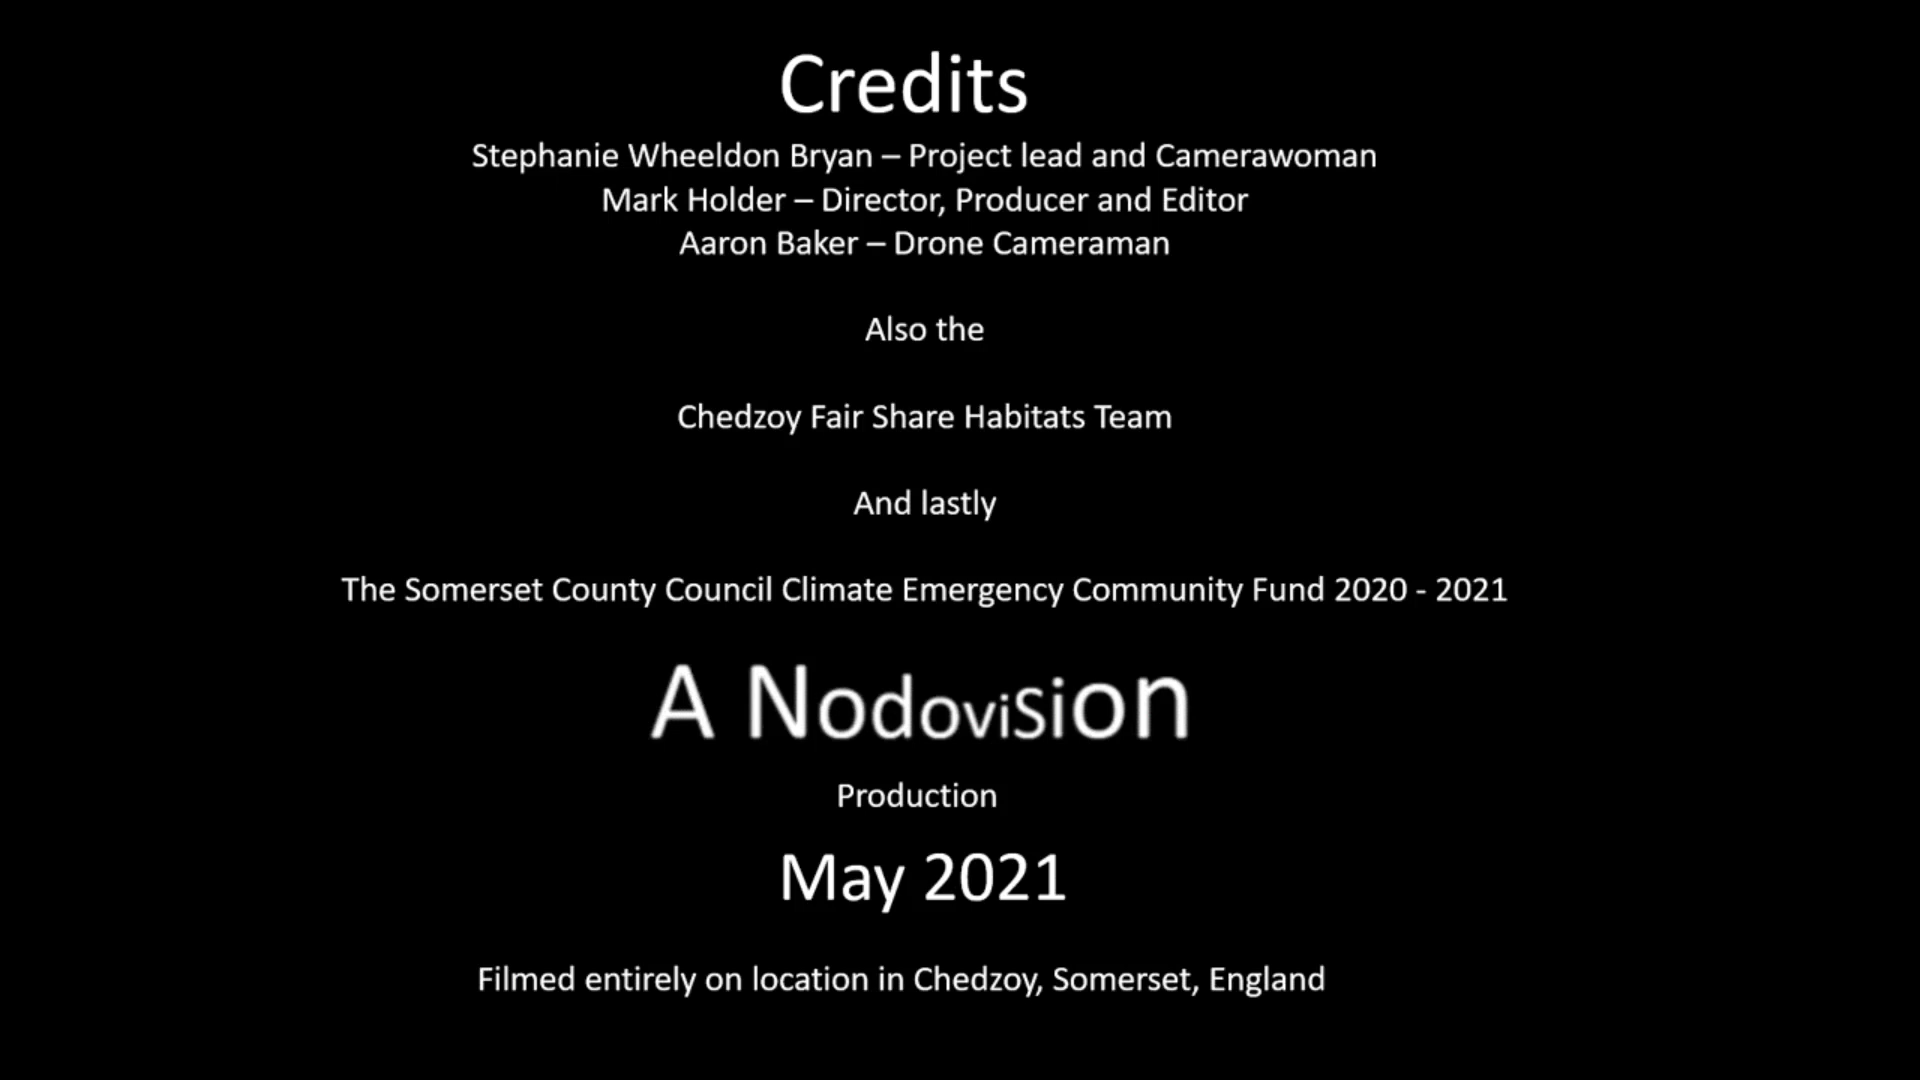 Credits
Stephanie Wheeldon Bryan – Project lead and Camerawoman
Mark Holder – Director, Producer and Editor
Aaron Baker – Drone Cameraman
Also the
Chedzoy Fair Share Habitats Team
And lastly
The Somerset County Council Climate Emergency Community Fund 2020 - 2021
A NodoviSion
Production
May 2021
Filmed entirely on location in Chedzoy, Somerset, England